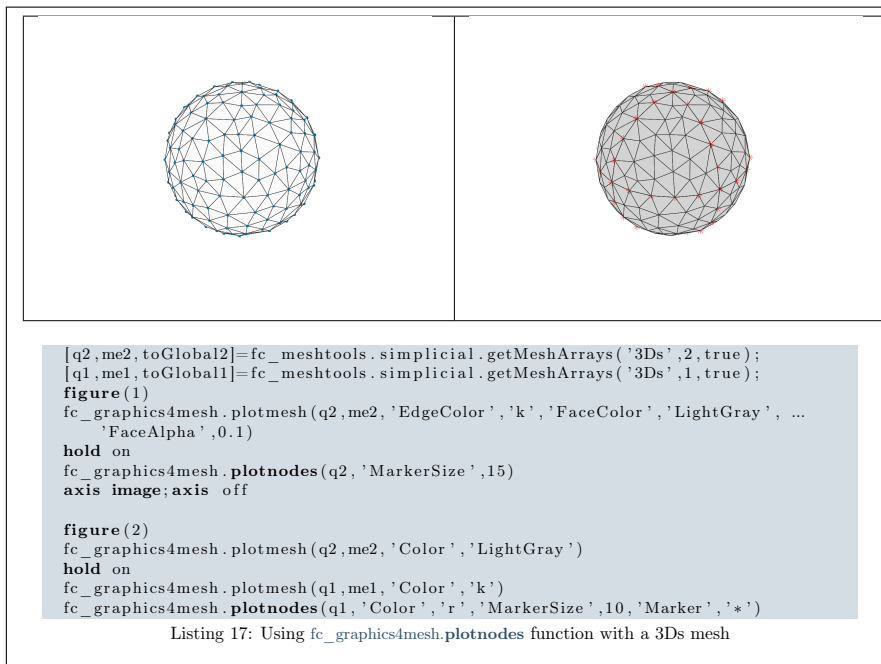 [q2,me2,toGlobal2]=fc_meshtools.simplicial.getMeshArrays('3Ds',2,true);
[q1,me1,toGlobal1]=fc_meshtools.simplicial.getMeshArrays('3Ds',1,true);
figure(1)
fc_graphics4mesh.plotmesh(q2,me2,'EdgeColor','k','FaceColor','LightGray', ...
'FaceAlpha',0.1)
hold on
fc_graphics4mesh.plotnodes(q2,'MarkerSize',15)
axis image;axis off
figure(2)
fc_graphics4mesh.plotmesh(q2,me2,'Color','LightGray')
hold on
fc_graphics4mesh.plotmesh(q1,me1,'Color','k')
fc_graphics4mesh.plotnodes(q1,'Color','r','MarkerSize',10,'Marker','*')
Listing 17: Using fc_graphics4mesh.plotnodes function with a 3Ds mesh